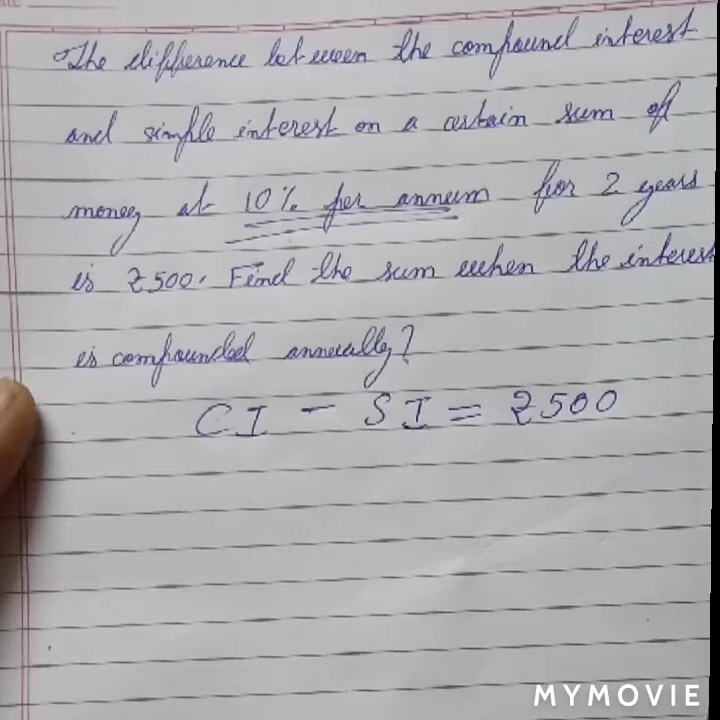 The difference between the compound interest
and simple interest on a certain sum of
money at 10% per annum for 2 years
is ₹500. Find the sum when the interest
is compounded annually?
CI - SI = ₹500
MYMOVIE